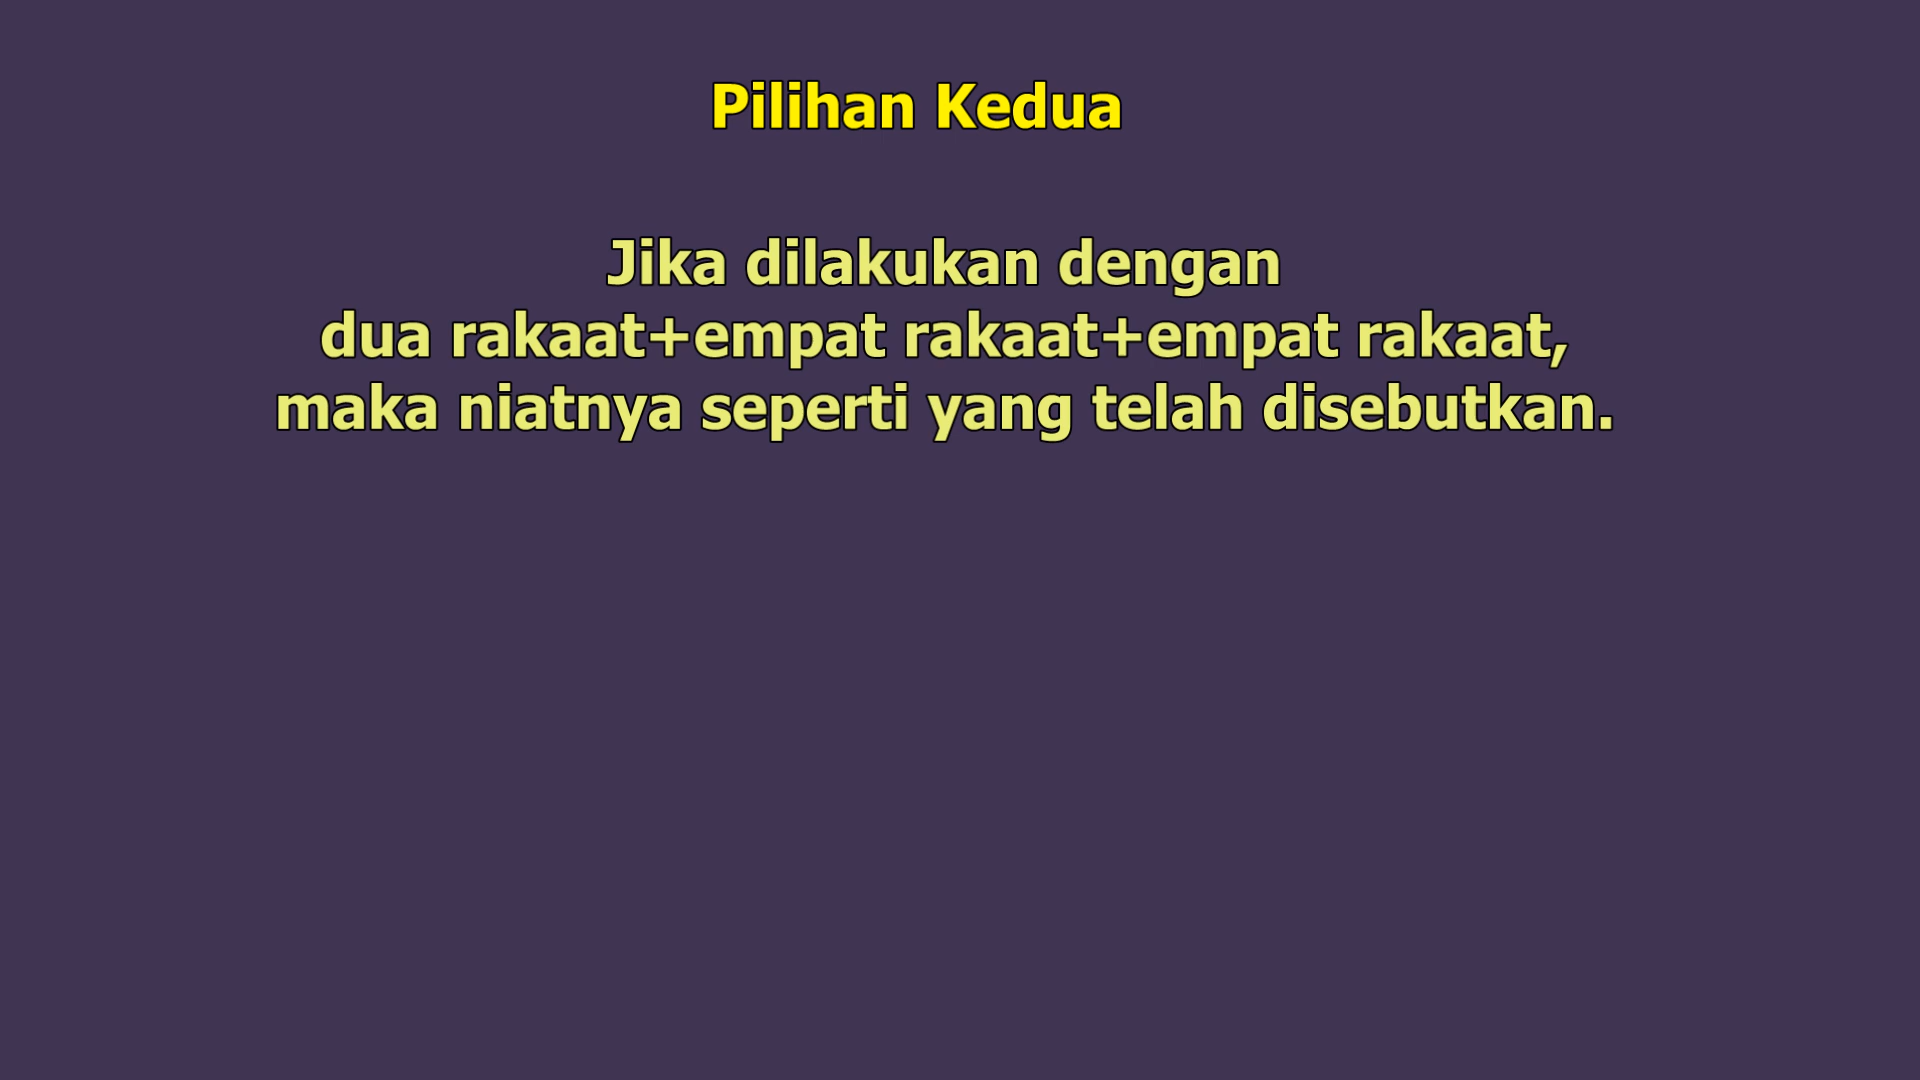 Pilihan Kedua
Jika dilakukan dengan
dua rakaat+empat rakaat+empat rakaat,
maka niatnya seperti yang telah disebutkan.